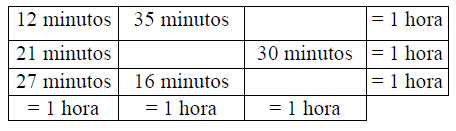 12 minutos 35 minutos = 1 hora
21 minutos 30 minutos = 1 hora
27 minutos 16 minutos = 1 hora
= 1 hora = 1 hora = 1 hora